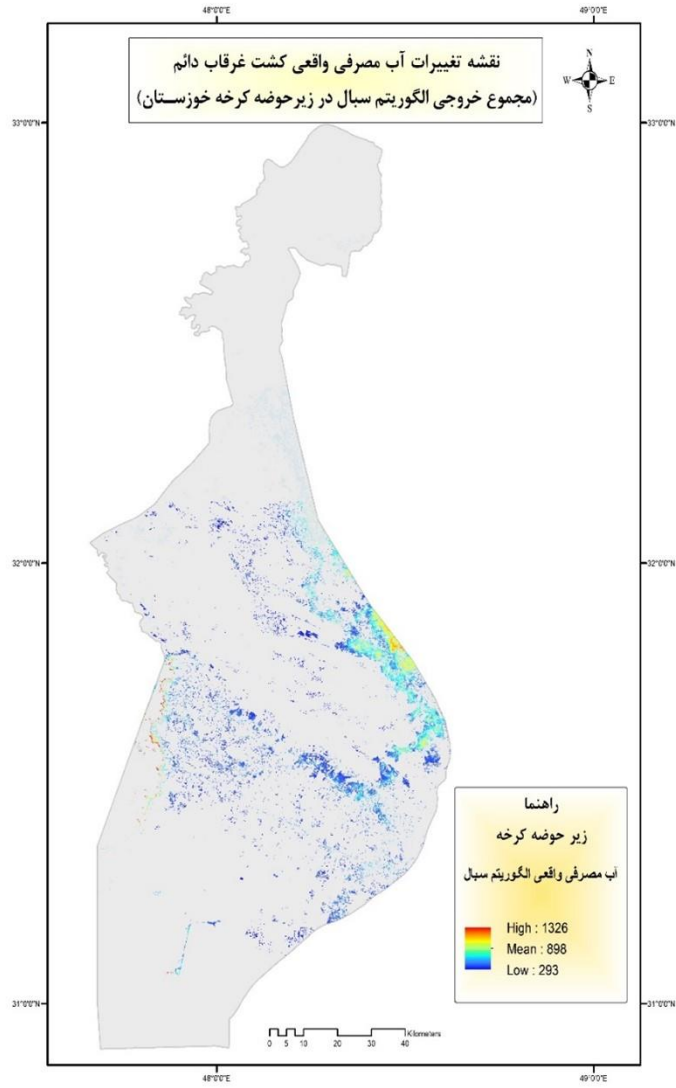 48°0'0"E
49°0'0"E
نقشه تغییرات آب مصرفی واقعی کشت غرقاب دائم
(مجموع خروجی الگوریتم سبال در زیرحوضه کرخه خوزستان)
N
W E
S
33°0'0"N
33°0'0"N
32°0'0"N
32°0'0"N
راهنما
زیر حوضه کرخه
آب مصرفی واقعی الگوریتم سبال
High : 1326
Mean : 898
Low : 293
31°0'0"N
31°0'0"N
Kilometers
0 5 10 20 30 40
48°0'0"E
49°0'0"E